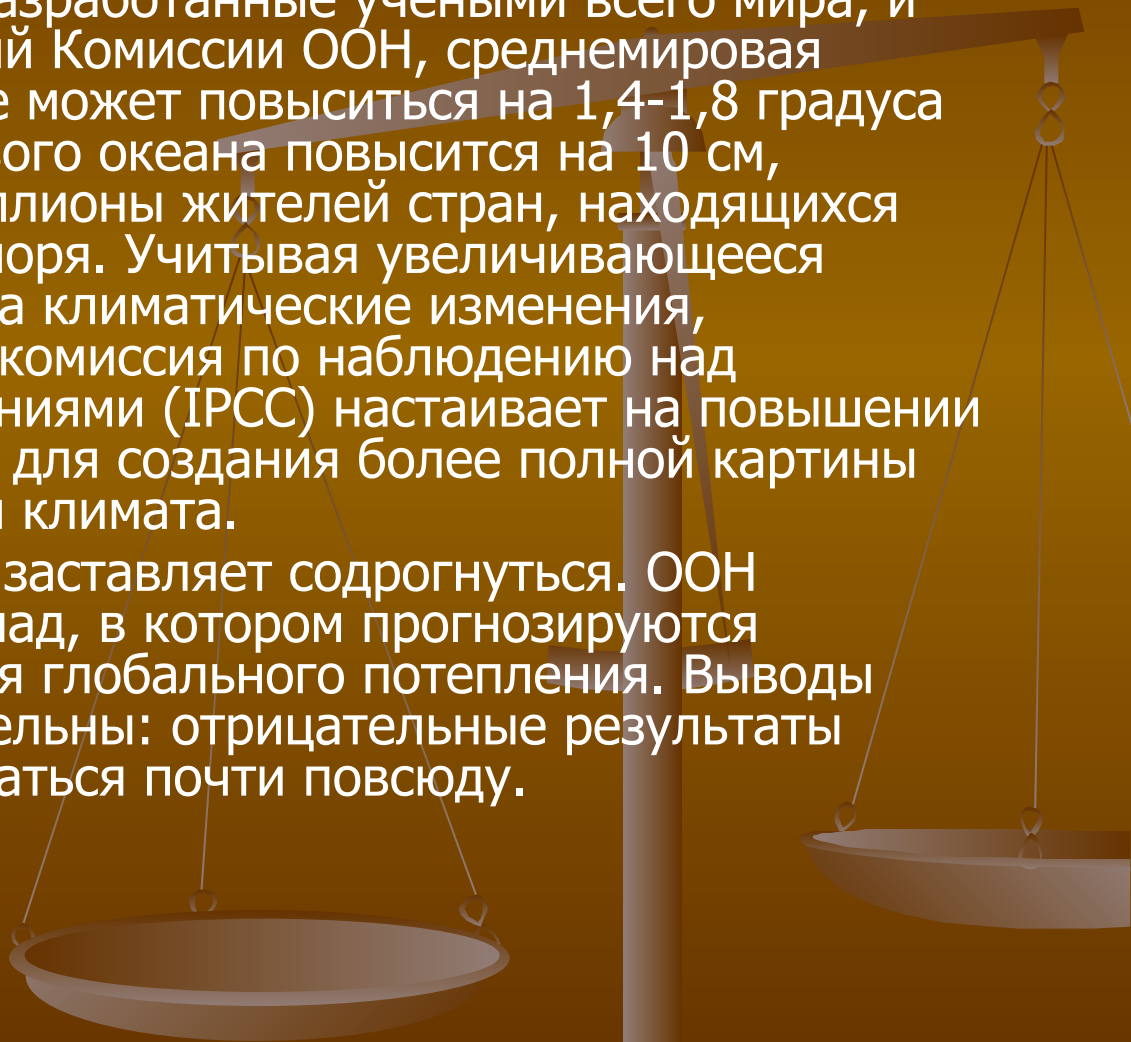 азработанные учеными всего мира, и
й Комиссии ООН, среднемировая
е может повыситься на 1,4-1,8 градуса
вого океана повысится на 10 см,
ллионы жителей стран, находящихся
моря. Учитывая увеличивающееся
а климатические изменения,
комиссия по наблюдению над
ниями (IPCC) настаивает на повышении
для создания более полной картины
и климата.
заставляет содрогнуться. ООН
лад, в котором прогнозируются
я глобального потепления. Выводы
ельны: отрицательные результаты
аться почти повсюду.